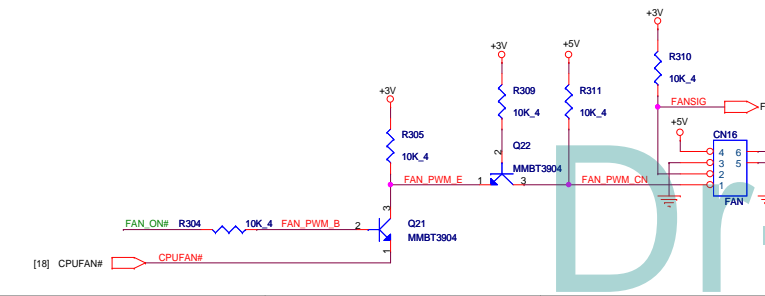 +3V
+3V
+5V
R310
10K_4
+3V
R309
R311
FANSIG
F
10K_4
10K_4
+5V
CN16
R305
2
Q22
4
6
10K_4
MMBT3904
3
5
2
FAN_PWM_E
1
3
FAN_PWM_CN
1
FAN
3
FAN_ON#
R304
10K_4
FAN_PWM_B
2
Q21
MMBT3904
1
[18]
CPUFAN#
CPUFAN#
Dr